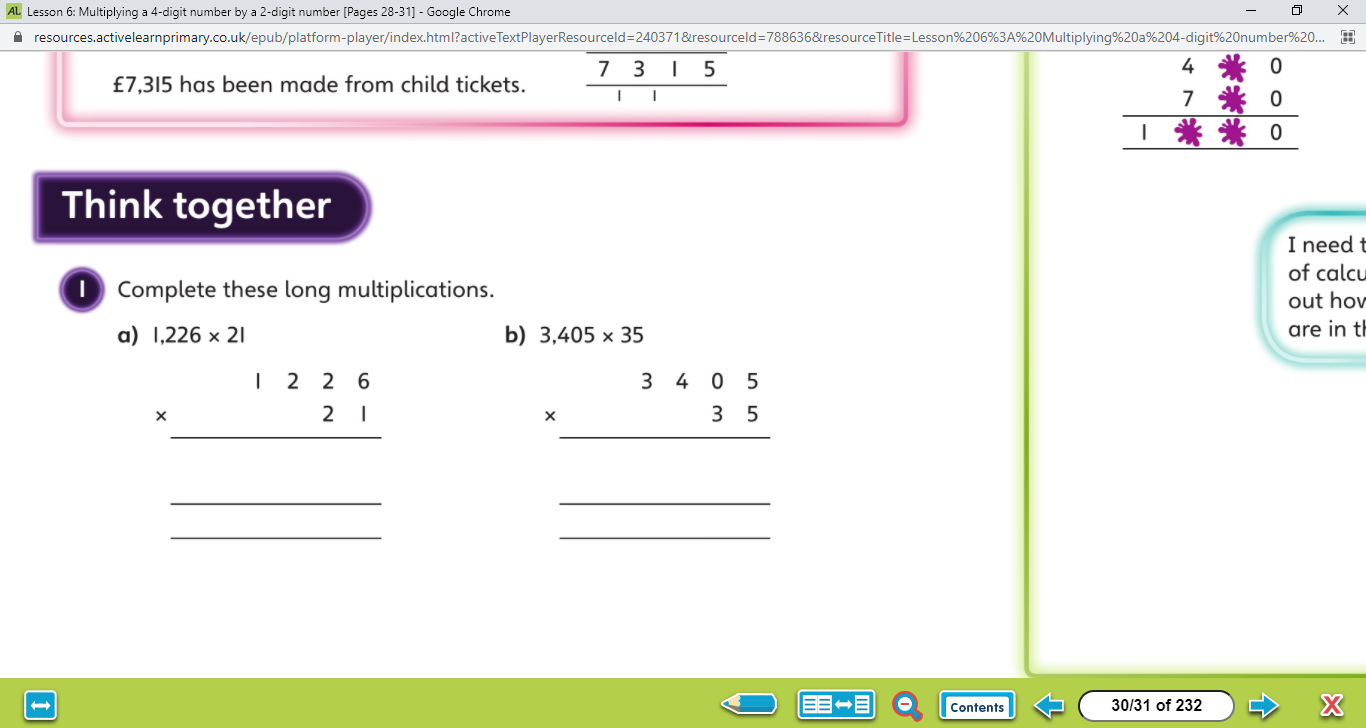 AL Lesson 6: Multiplying a 4-digit number by a 2-digit number [Pages 28-31] - Google Chrome
resources.activelearnprimary.co.uk/epub/platform-player/index.html?activeTextPlayerResourceId=240371&resourceId=788636&resourceTitle=Lesson%206%3A%20Multiplying%20a%204-digit%20number%20...
£7,315 has been made from child tickets.
7 3 1 5
1 1
4 0
7 0
1 0
Think together
1 Complete these long multiplications.
a) 1,226 × 21
1 2 2 6
× 2 1
b) 3,405 × 35
3 4 0 5
× 3 5
I need t
of calcu
out how
are in th
Contents
30/31 of 232
X